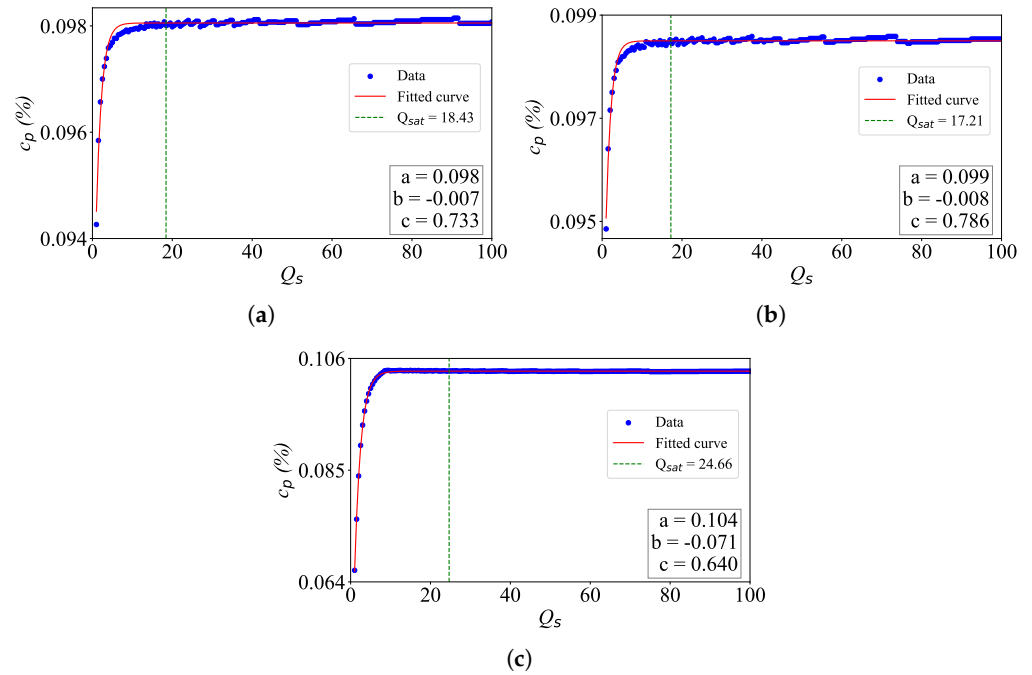 0.098
0.096
0.094
c_p (%)
0 20 40 60 80 100
Q_s
Data
Fitted curve
Q_sat = 18.43
a = 0.098
b = -0.007
c = 0.733
(a)
0.099
0.097
0.095
c_p (%)
0 20 40 60 80 100
Q_s
Data
Fitted curve
Q_sat = 17.21
a = 0.099
b = -0.008
c = 0.786
(b)
0.106
0.085
0.064
c_p (%)
0 20 40 60 80 100
Q_s
Data
Fitted curve
Q_sat = 24.66
a = 0.104
b = -0.071
c = 0.640
(c)